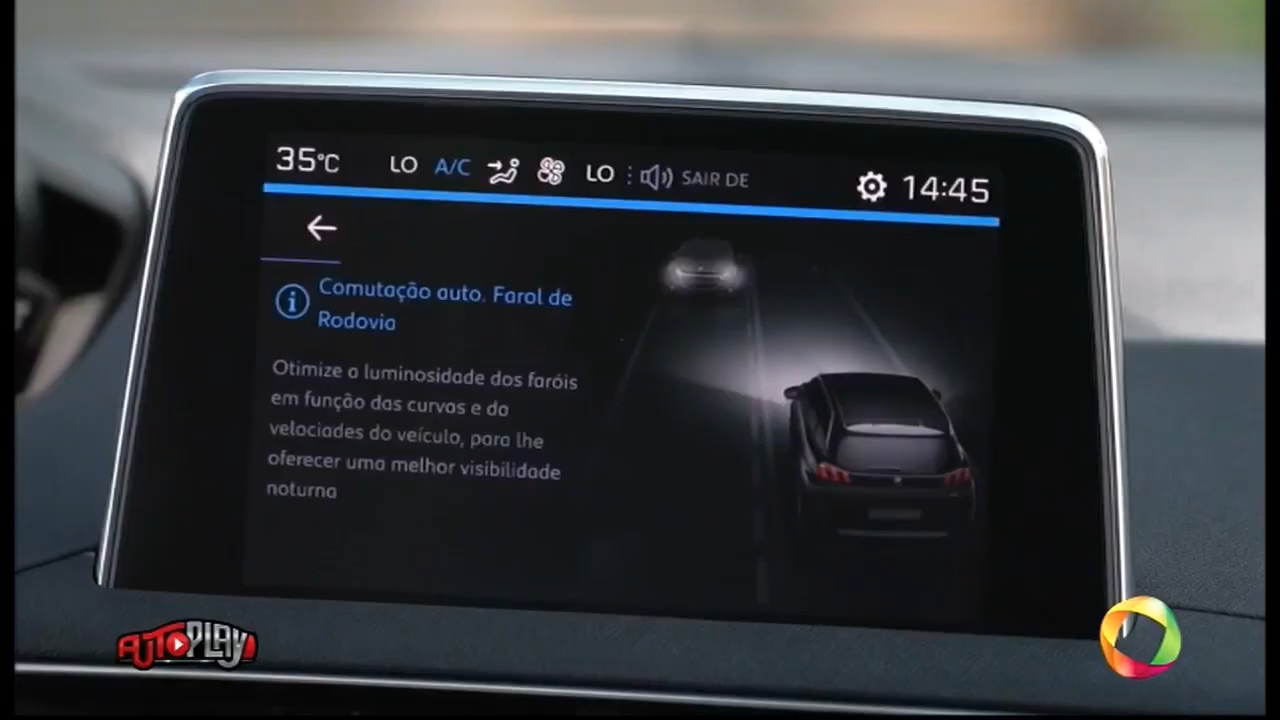 35°C LO A/C LO SAIR DE 14:45
Comutação auto. Farol de
Rodovia
Otimize a luminosidade dos faróis
em função das curvas e da
velociades do veículo, para lhe
oferecer uma melhor visibilidade
noturna
AUTOPLAY